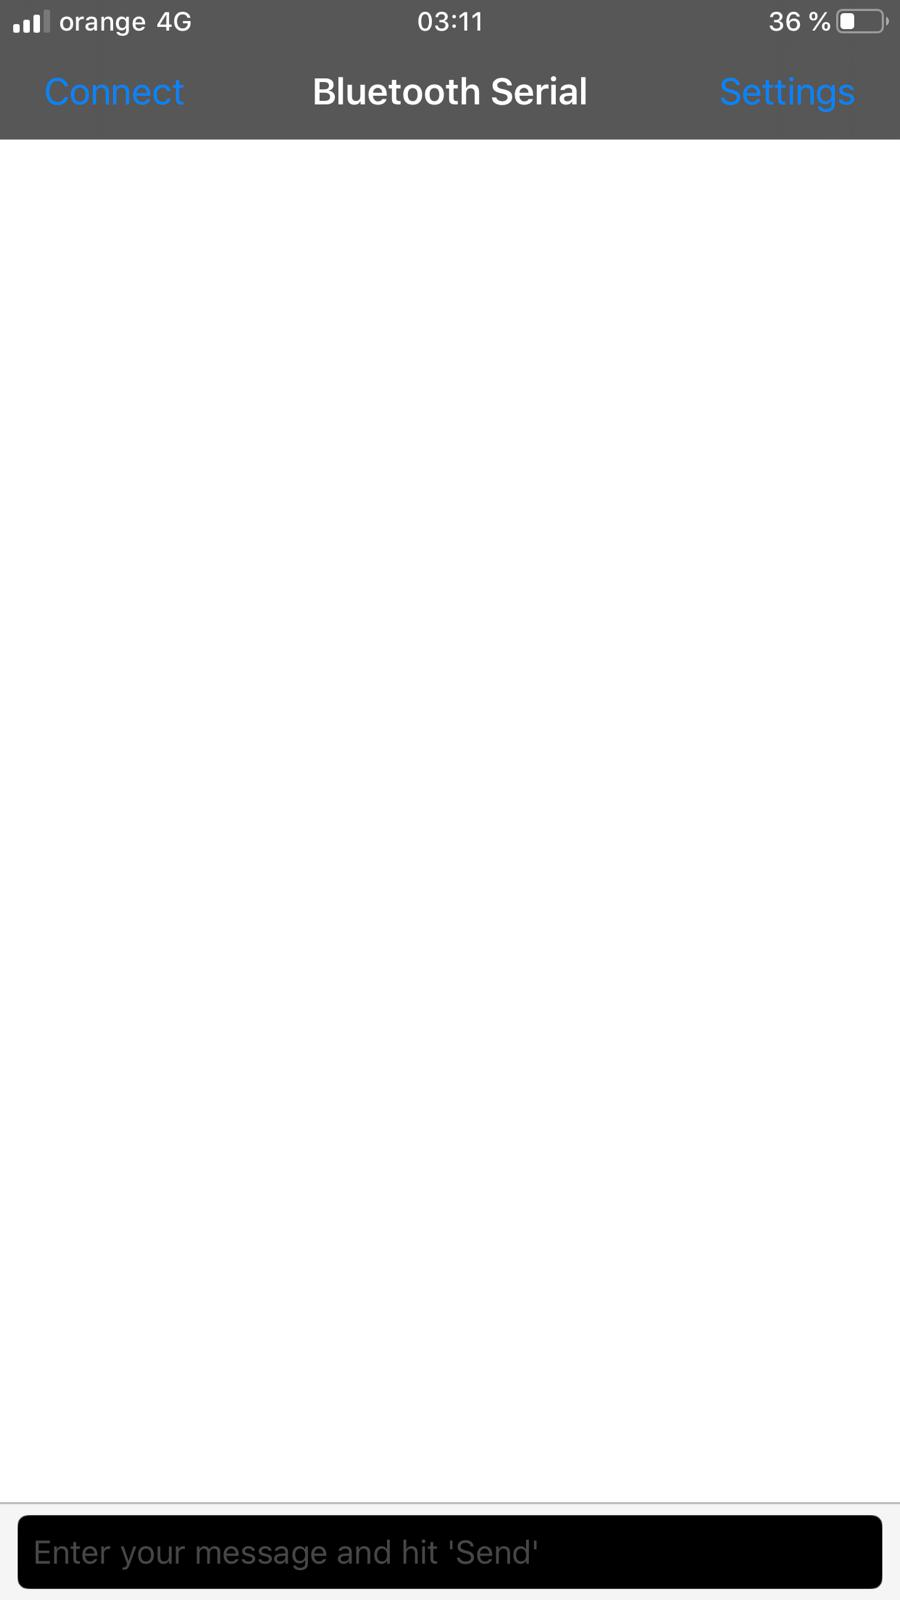 orange 4G 03:11 36 %
Connect Bluetooth Serial Settings
Enter your message and hit 'Send'